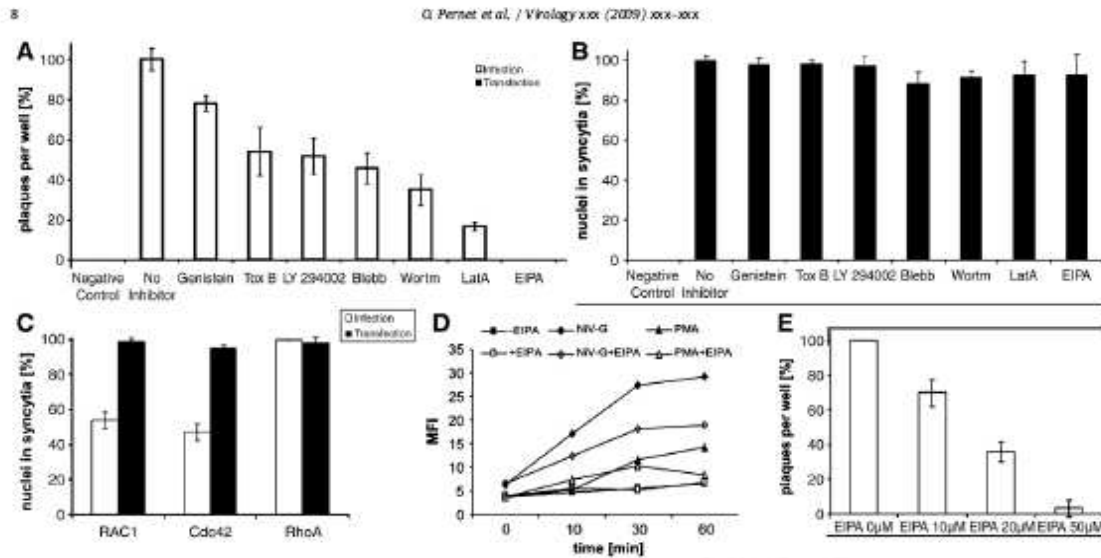 8
O. Pernet et al. / Virology xxx (2009) xxx–xxx
A
plaques per well [%]
100
80
60
40
20
0
Infection
Transfection
Negative Control
No Inhibitor
Genistein
Tox B
LY 294002
Blebb
Wortm
LatA
EIPA
B
nuclei in syncytia [%]
100
80
60
40
20
0
Negative Control
No Inhibitor
Genistein
Tox B
LY 294002
Blebb
Wortm
LatA
EIPA
C
nuclei in syncytia [%]
100
80
60
40
20
0
Infection
Transfection
RAC1
Cdc42
RhoA
D
-EIPA
NiV-G
PMA
+EIPA
NiV-G+EIPA
PMA+EIPA
MFI
35
30
25
20
15
10
5
0
0
10
30
60
time [min]
E
plaques per well [%]
100
80
60
40
20
0
EIPA 0µM
EIPA 10µM
EIPA 20µM
EIPA 50µM